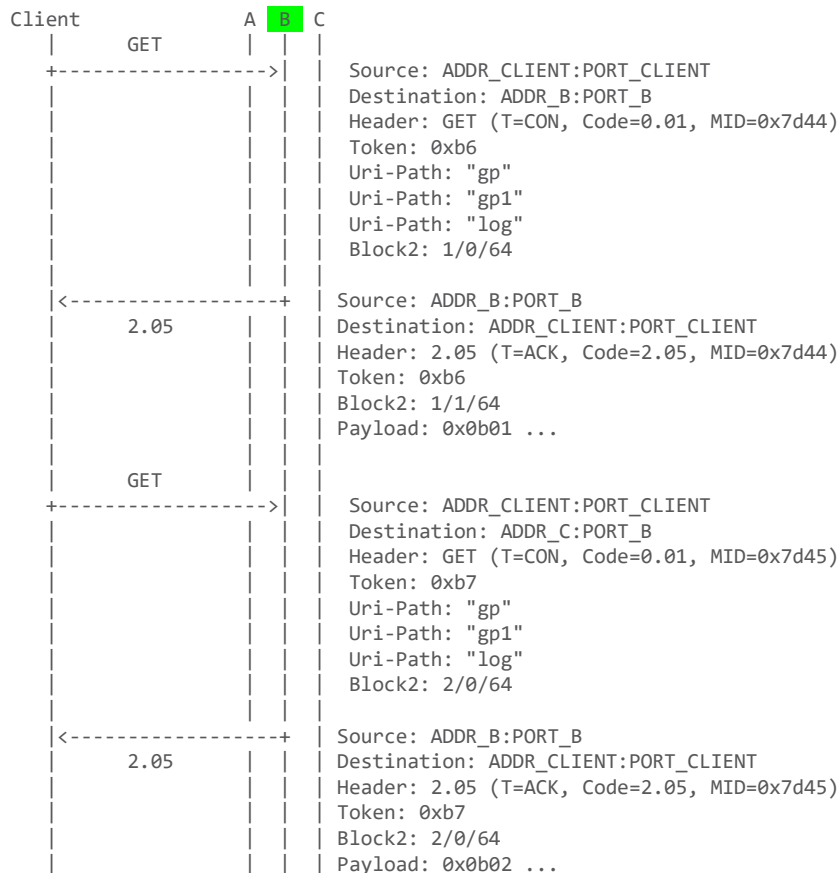 Client             A  B  C
   |      GET      |  |  |
   +------------------>|  |  Source: ADDR_CLIENT:PORT_CLIENT
   |               |  |  |  Destination: ADDR_B:PORT_B
   |               |  |  |  Header: GET (T=CON, Code=0.01, MID=0x7d44)
   |               |  |  |  Token: 0xb6
   |               |  |  |  Uri-Path: "gp"
   |               |  |  |  Uri-Path: "gp1"
   |               |  |  |  Uri-Path: "log"
   |               |  |  |  Block2: 1/0/64
   |               |  |  |
   |<------------------+  | Source: ADDR_B:PORT_B
   |      2.05     |  |  | Destination: ADDR_CLIENT:PORT_CLIENT
   |               |  |  | Header: 2.05 (T=ACK, Code=2.05, MID=0x7d44)
   |               |  |  | Token: 0xb6
   |               |  |  | Block2: 1/1/64
   |               |  |  | Payload: 0x0b01 ...
   |               |  |  |
   |      GET      |  |  |
   +------------------>|  |  Source: ADDR_CLIENT:PORT_CLIENT
   |               |  |  |  Destination: ADDR_C:PORT_B
   |               |  |  |  Header: GET (T=CON, Code=0.01, MID=0x7d45)
   |               |  |  |  Token: 0xb7
   |               |  |  |  Uri-Path: "gp"
   |               |  |  |  Uri-Path: "gp1"
   |               |  |  |  Uri-Path: "log"
   |               |  |  |  Block2: 2/0/64
   |               |  |  |
   |<------------------+  | Source: ADDR_B:PORT_B
   |      2.05     |  |  | Destination: ADDR_CLIENT:PORT_CLIENT
   |               |  |  | Header: 2.05 (T=ACK, Code=2.05, MID=0x7d45)
   |               |  |  | Token: 0xb7
   |               |  |  | Block2: 2/0/64
   |               |  |  | Payload: 0x0b02 ...